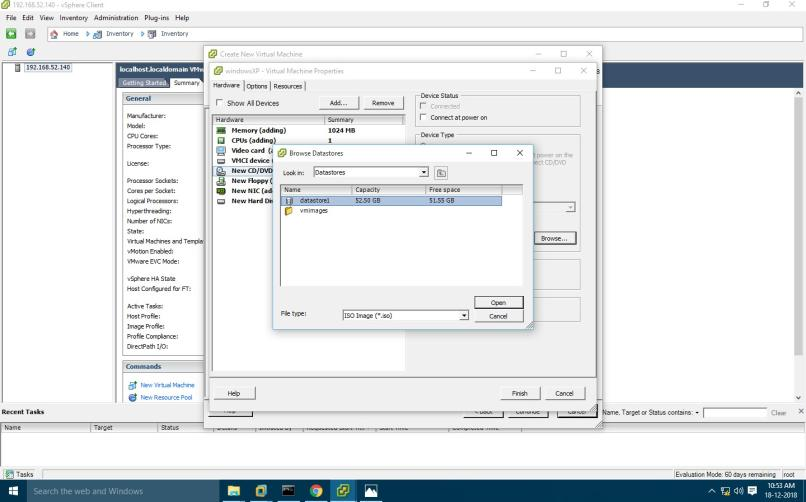 192.168.52.140 - vSphere Client
File Edit View Inventory Administration Plug-ins Help
Home Inventory Inventory
192.168.52.140
localhost.localdomain VMw
Getting Started Summary
General
Manufacturer:
Model:
CPU Cores:
Processor Type:
License:
Processor Sockets:
Cores per Socket:
Logical Processors:
Hyperthreading:
Number of NICs:
State:
Virtual Machines and Templa
vMotion Enabled:
VMware EVC Mode:
vSphere HA State
Host Configured for FT:
Active Tasks:
Host Profile:
Image Profile:
Profile Compliance:
DirectPath I/O:
Commands
New Virtual Machine
New Resource Pool
Create New Virtual Machine
windowsXP - Virtual Machine Properties
Hardware Options Resources
Show All Devices Add... Remove
Hardware Summary
Memory (adding) 1024 MB
CPUs (adding) 1
Video card (
VMCI device
New CD/DVD
New Floppy (
New NIC (ad
New Hard Di
Device Status
Connected
Connect at power on
Device Type
t power on the
ect CD/DVD
Browse...
Browse Datastores
Look in: Datastores
Name Capacity Free space
datastore1 52.50 GB 51.55 GB
vmimages
Open
File type: ISO Image (*.iso) Cancel
Help Finish Cancel
Continue Cancel
Recent Tasks Name, Target or Status contains: Clear
Name Target Status
Tasks Evaluation Mode: 60 days remaining root
Search the web and Windows
10:53 AM
18-12-2018